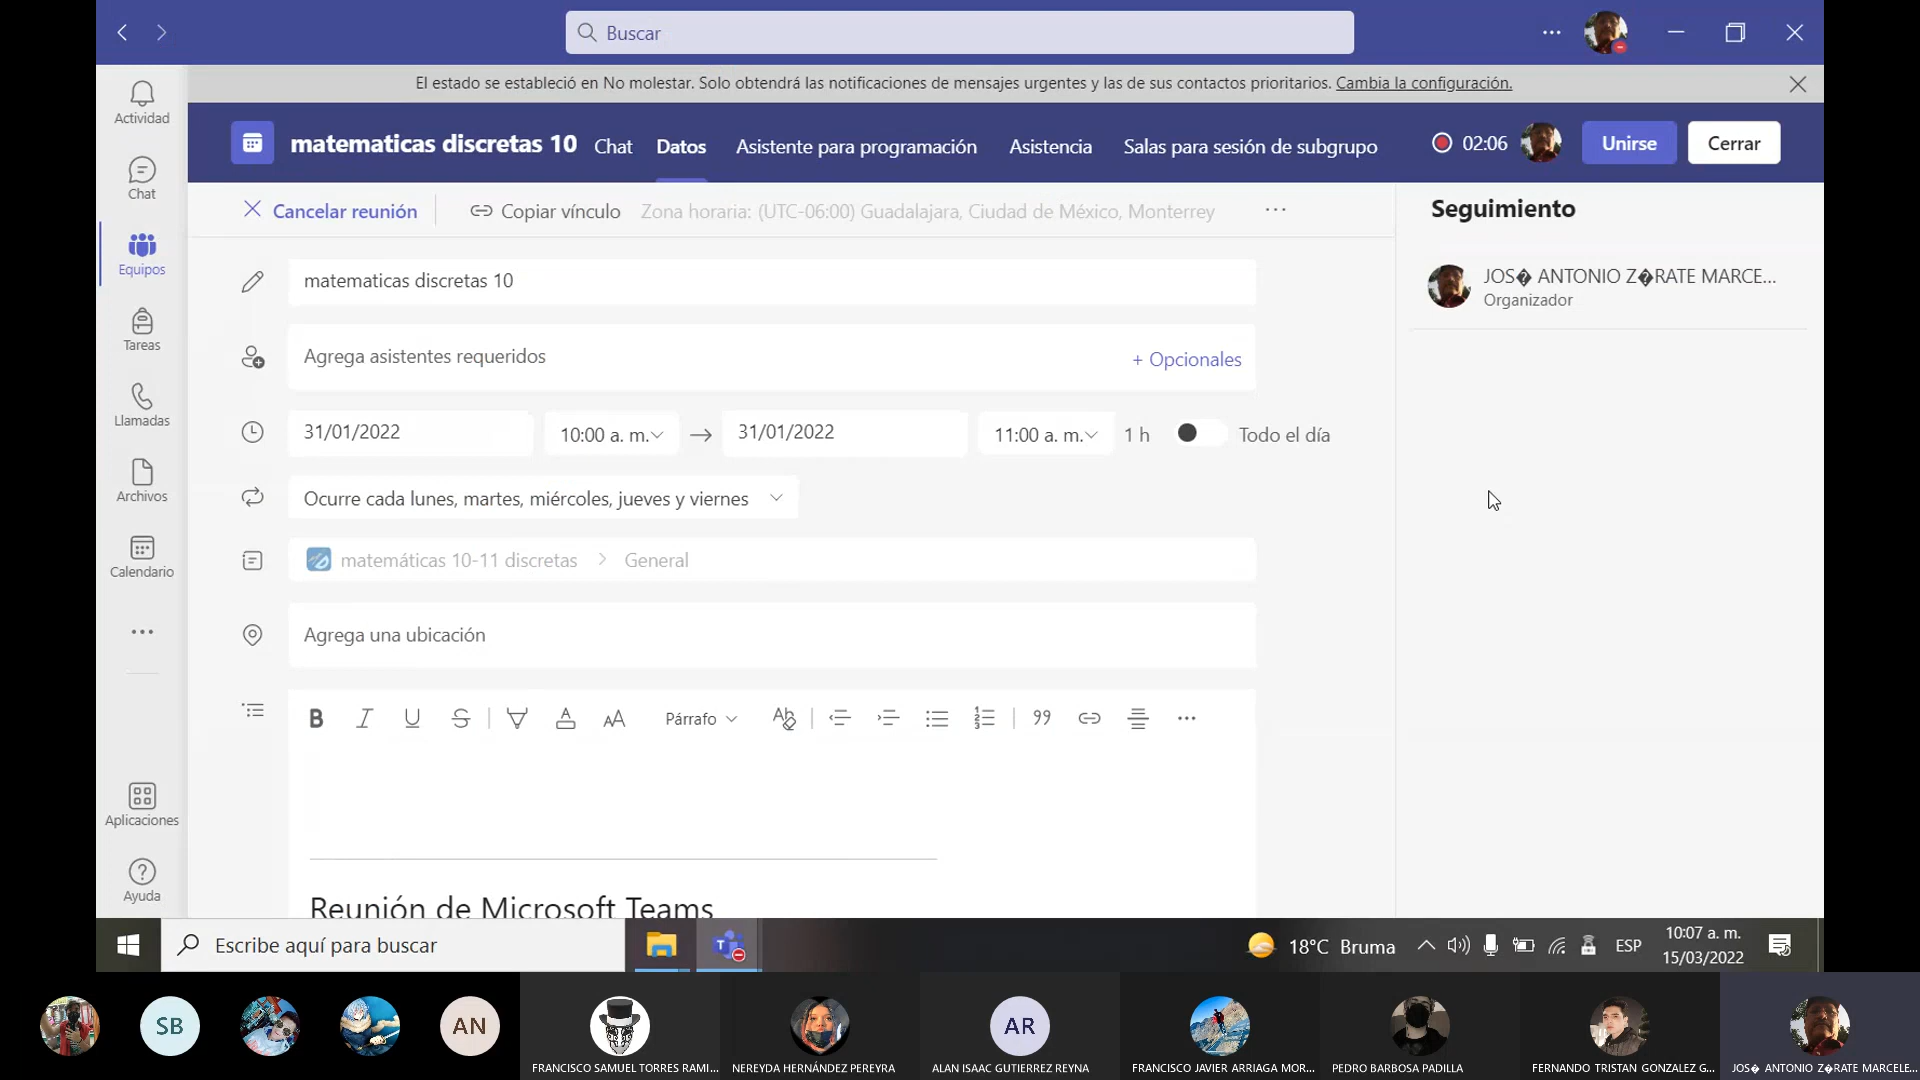 Buscar
El estado se estableció en No molestar. Solo obtendrá las notificaciones de mensajes urgentes y las de sus contactos prioritarios. Cambia la configuración.
matematicas discretas 10 Chat Datos Asistente para programación Asistencia Salas para sesión de subgrupo 02:06 Unirse Cerrar
Actividad
Chat
Equipos
Tareas
Llamadas
Archivos
Calendario
Aplicaciones
Ayuda
Cancelar reunión Copiar vínculo Zona horaria: (UTC-06:00) Guadalajara, Ciudad de México, Monterrey
matematicas discretas 10
Agrega asistentes requeridos + Opcionales
31/01/2022 10:00 a. m. 31/01/2022 11:00 a. m. 1 h Todo el día
Ocurre cada lunes, martes, miércoles, jueves y viernes
matemáticas 10-11 discretas > General
Agrega una ubicación
Párrafo
Reunión de Microsoft Teams
Seguimiento
JOS� ANTONIO Z�RATE MARCE...
Organizador
Escribe aquí para buscar
18°C Bruma ESP
10:07 a. m.
15/03/2022
SB
AN
AR
FRANCISCO SAMUEL TORRES RAMI...
NEREYDA HERNÁNDEZ PEREYRA
ALAN ISAAC GUTIERREZ REYNA
FRANCISCO JAVIER ARRIAGA MOR...
PEDRO BARBOSA PADILLA
FERNANDO TRISTAN GONZALEZ G...
JOS� ANTONIO Z�RATE MARCELE...